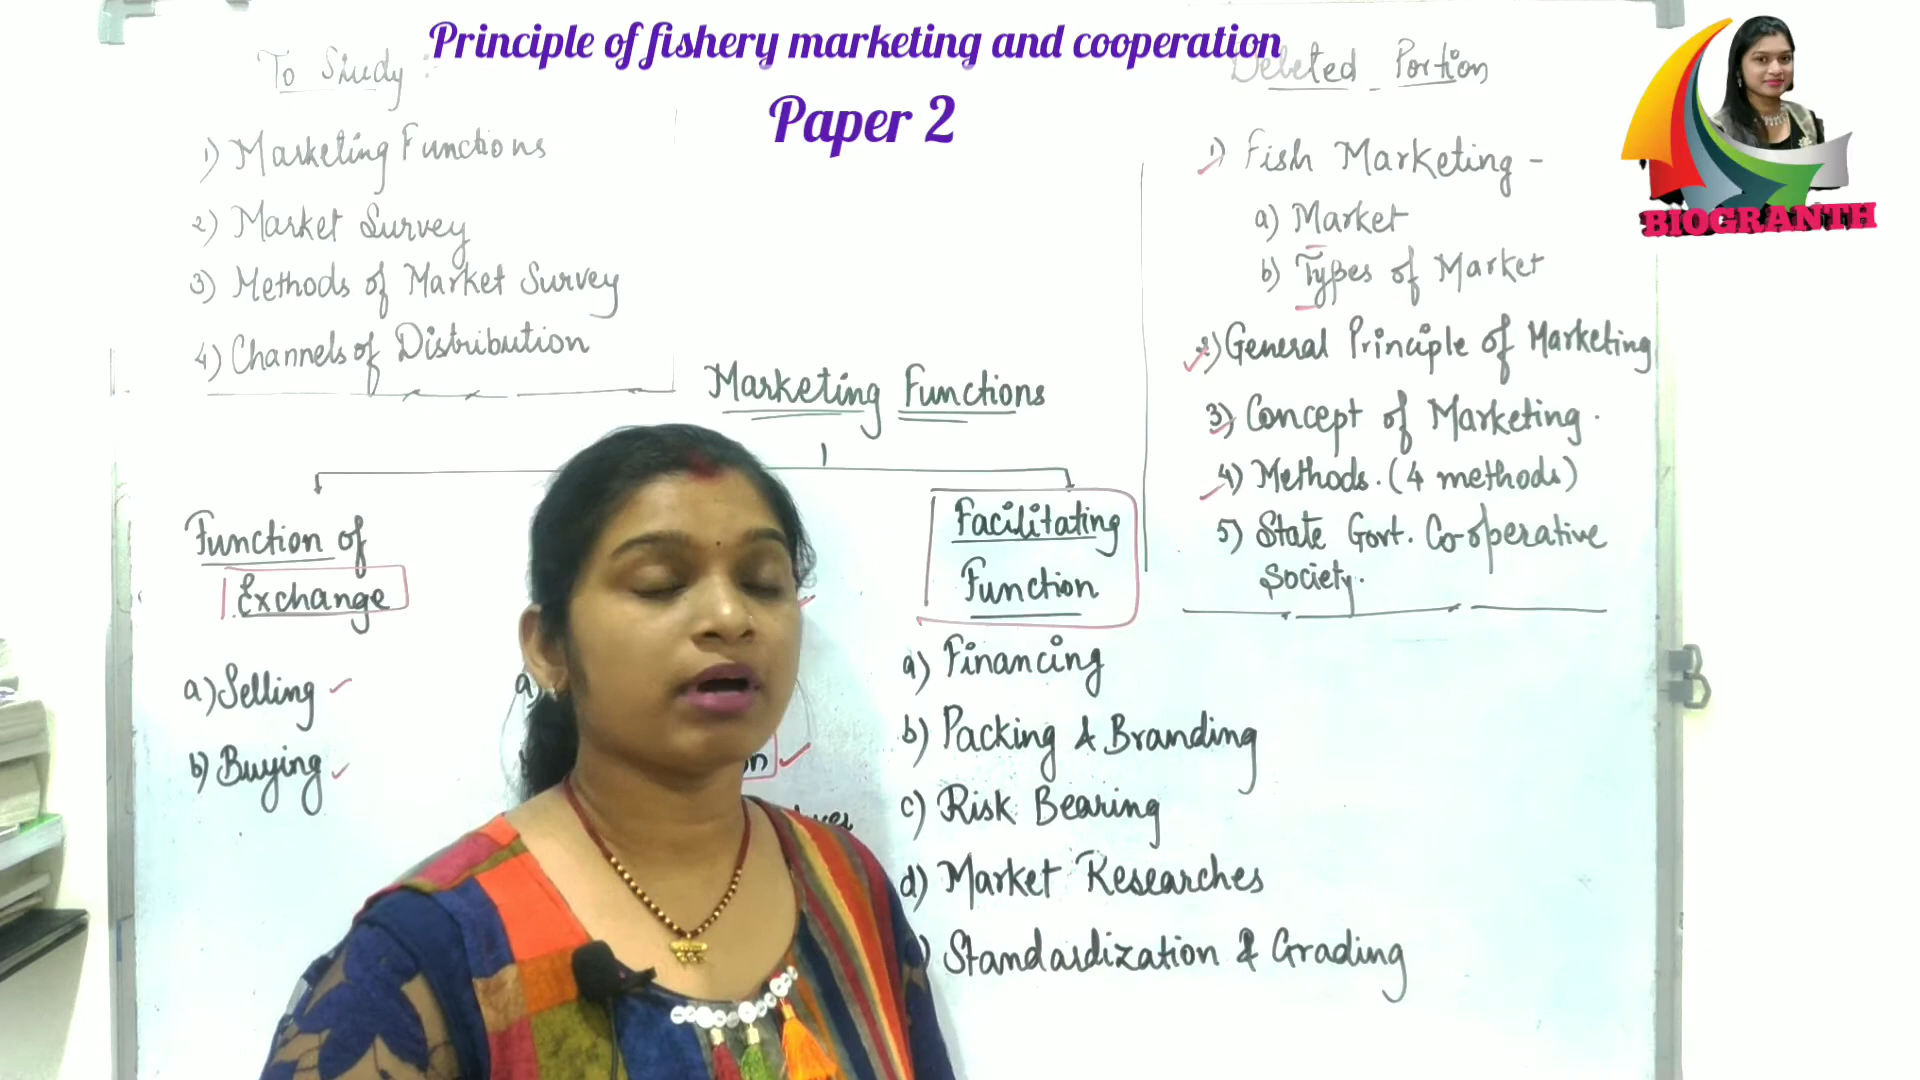 Principle of fishery marketing and cooperation
Paper 2
BIOGRANTH
To Study :
1) Marketing Functions
2) Market Survey
3) Methods of Market Survey
4) Channels of Distribution
Deleted Portion
1) Fish Marketing -
a) Market
b) Types of Market
2) General Principle of Marketing
3) Concept of Marketing.
4) Methods. (4 methods)
5) State Govt. Co-operative
Society.
Marketing Functions
Function of
Exchange
a) Selling
b) Buying
a)
Facilitating
Function
a) Financing
b) Packing & Branding
c) Risk Bearing
d) Market Researches
) Standardization & Grading